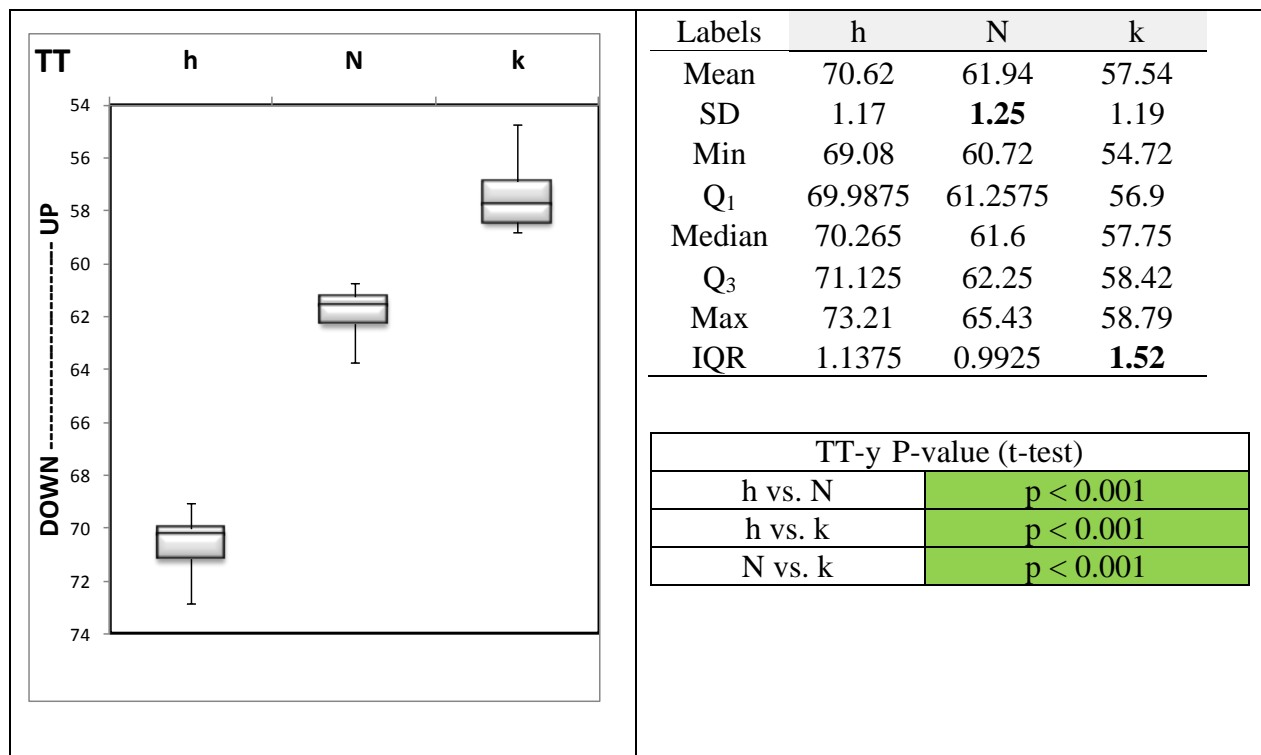 TT h N k
54
56
58
60
62
64
66
68
70
72
74
DOWN ---------------------- UP
Labels h N k
Mean 70.62 61.94 57.54
SD 1.17 1.25 1.19
Min 69.08 60.72 54.72
Q1 69.9875 61.2575 56.9
Median 70.265 61.6 57.75
Q3 71.125 62.25 58.42
Max 73.21 65.43 58.79
IQR 1.1375 0.9925 1.52
TT-y P-value (t-test)
h vs. N p < 0.001
h vs. k p < 0.001
N vs. k p < 0.001